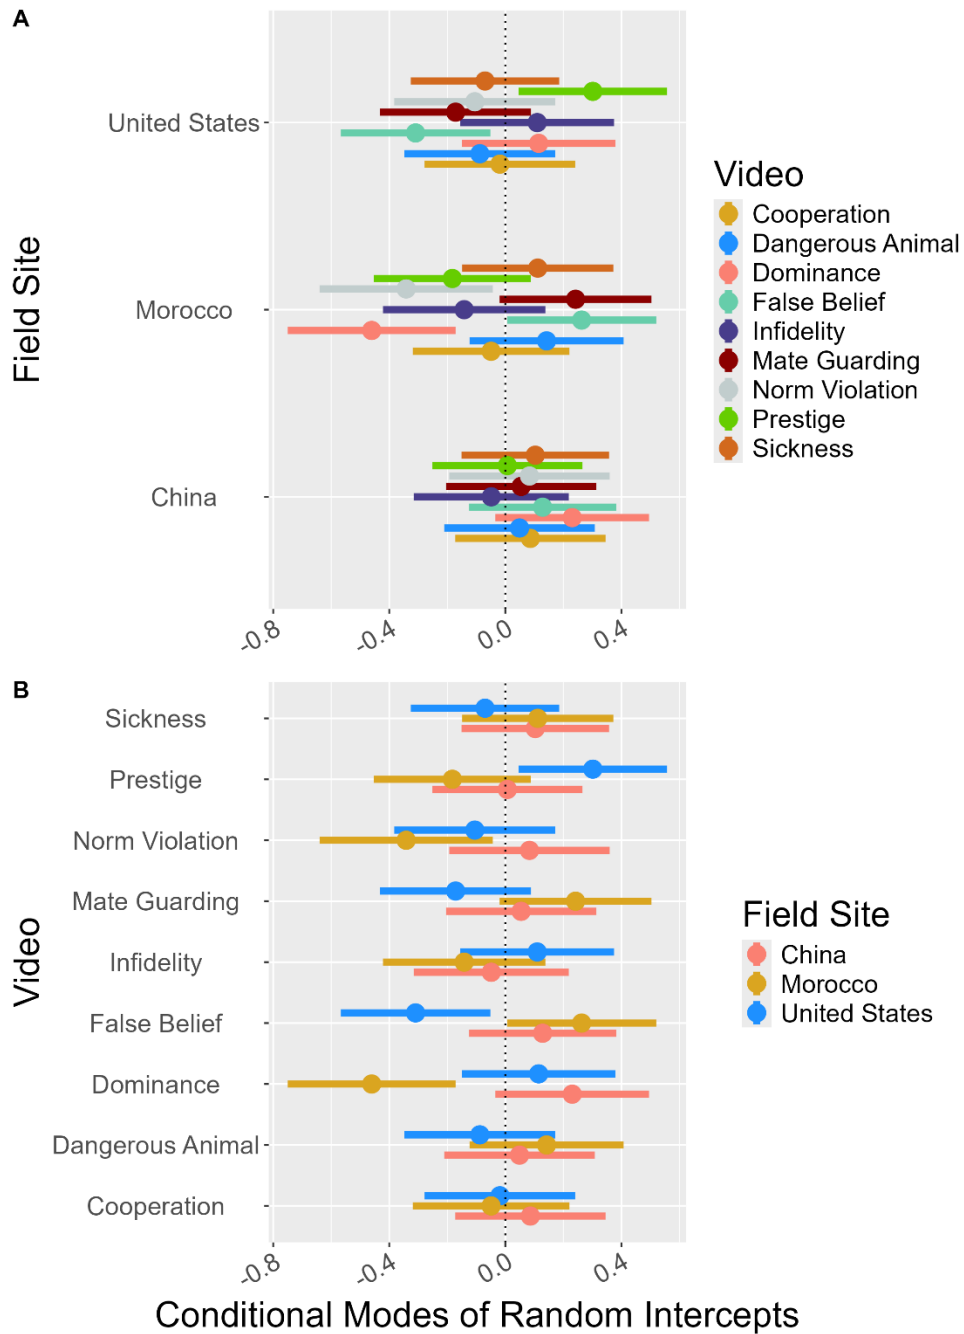 A
United States
Morocco
China
Field Site
-0.8
-0.4
0.0
0.4
Video
Cooperation
Dangerous Animal
Dominance
False Belief
Infidelity
Mate Guarding
Norm Violation
Prestige
Sickness
B
Sickness
Prestige
Norm Violation
Mate Guarding
Infidelity
False Belief
Dominance
Dangerous Animal
Cooperation
Video
-0.8
-0.4
0.0
0.4
Conditional Modes of Random Intercepts
Field Site
China
Morocco
United States